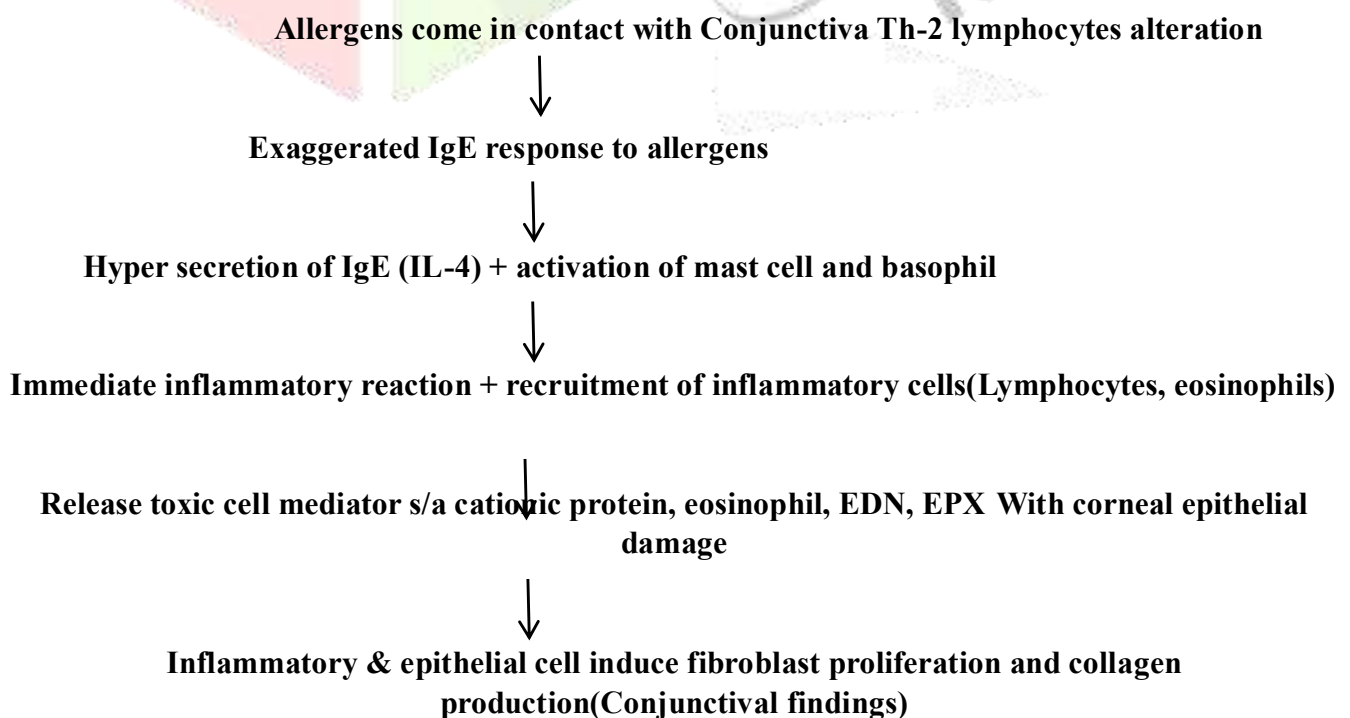 Allergens come in contact with Conjunctiva Th-2 lymphocytes alteration
Exaggerated IgE response to allergens
Hyper secretion of IgE (IL-4) + activation of mast cell and basophil
Immediate inflammatory reaction + recruitment of inflammatory cells(Lymphocytes, eosinophils)
Release toxic cell mediator s/a cationic protein, eosinophil, EDN, EPX With corneal epithelial
damage
Inflammatory & epithelial cell induce fibroblast proliferation and collagen
production(Conjunctival findings)